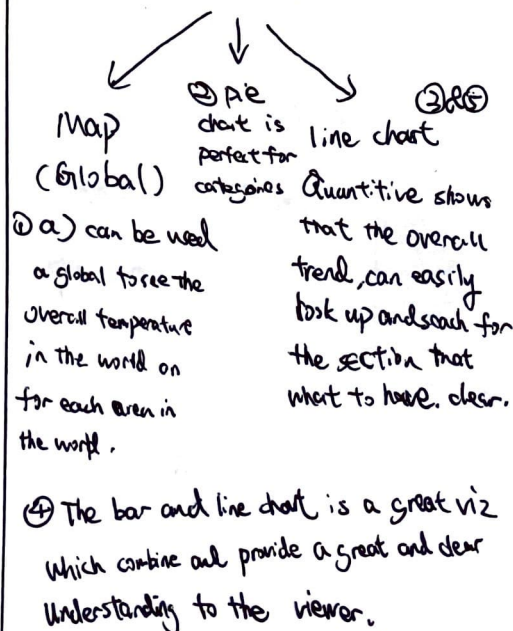 Map
(Global)
① a) can be used
a global to see the
overall temperature
in the world on
for each area in
the world.
② pie
chart is
perfect for
categories
③&⑤
line chart
Quantitive shows
that the overall
trend, can easily
look up and seach for
the section that
what to have. clear.
④ The bar and line chart is a great viz
which combine and provide a great and clear
understanding to the viewer.